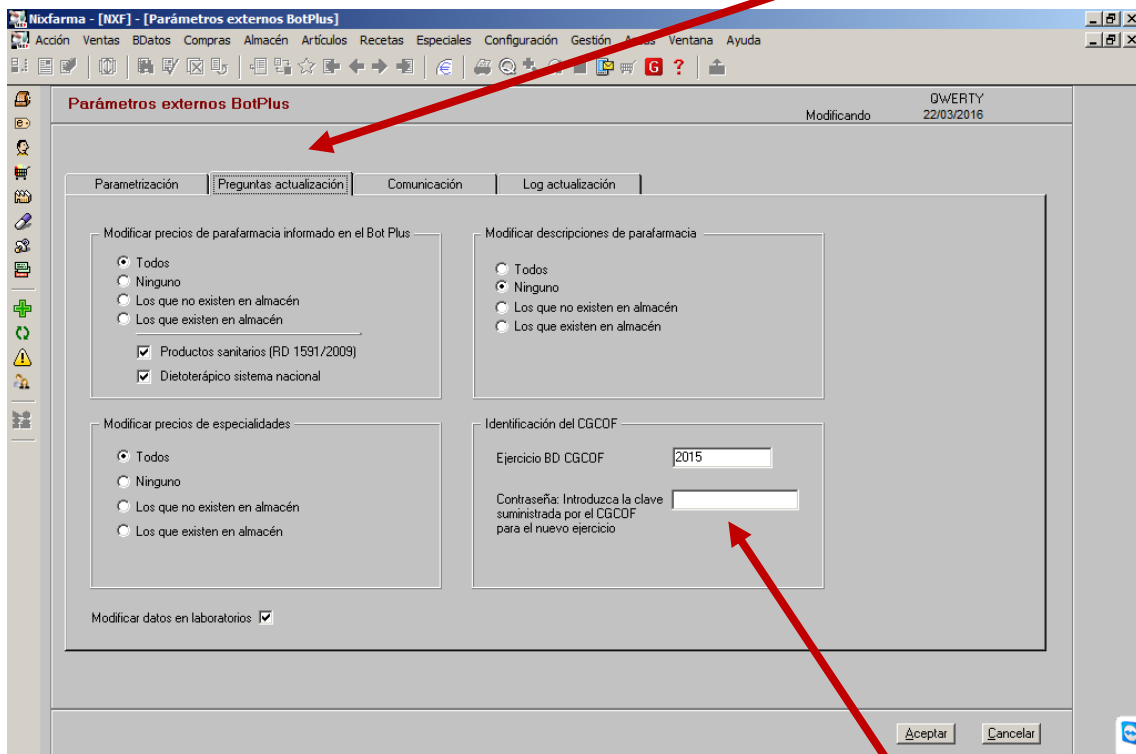 Nixfarma - [NXF] - [Parámetros externos BotPlus]
Acción Ventas BDatos Compras Almacén Artículos Recetas Especiales Configuración Gestión Ventana Ayuda
Parámetros externos BotPlus
Modificando
QWERTY
22/03/2016
Parametrización Preguntas actualización Comunicación Log actualización
Modificar precios de parafarmacia informado en el Bot Plus
Todos
Ninguno
Los que no existen en almacén
Los que existen en almacén
Productos sanitarios (RD 1591/2009)
Dietoterápico sistema nacional
Modificar descripciones de parafarmacia
Todos
Ninguno
Los que no existen en almacén
Los que existen en almacén
Modificar precios de especialidades
Todos
Ninguno
Los que no existen en almacén
Los que existen en almacén
Identificación del CGCOF
Ejercicio BD CGCOF 2015
Contraseña: Introduzca la clave
suministrada por el CGCOF
para el nuevo ejercicio
Modificar datos en laboratorios
Aceptar Cancelar